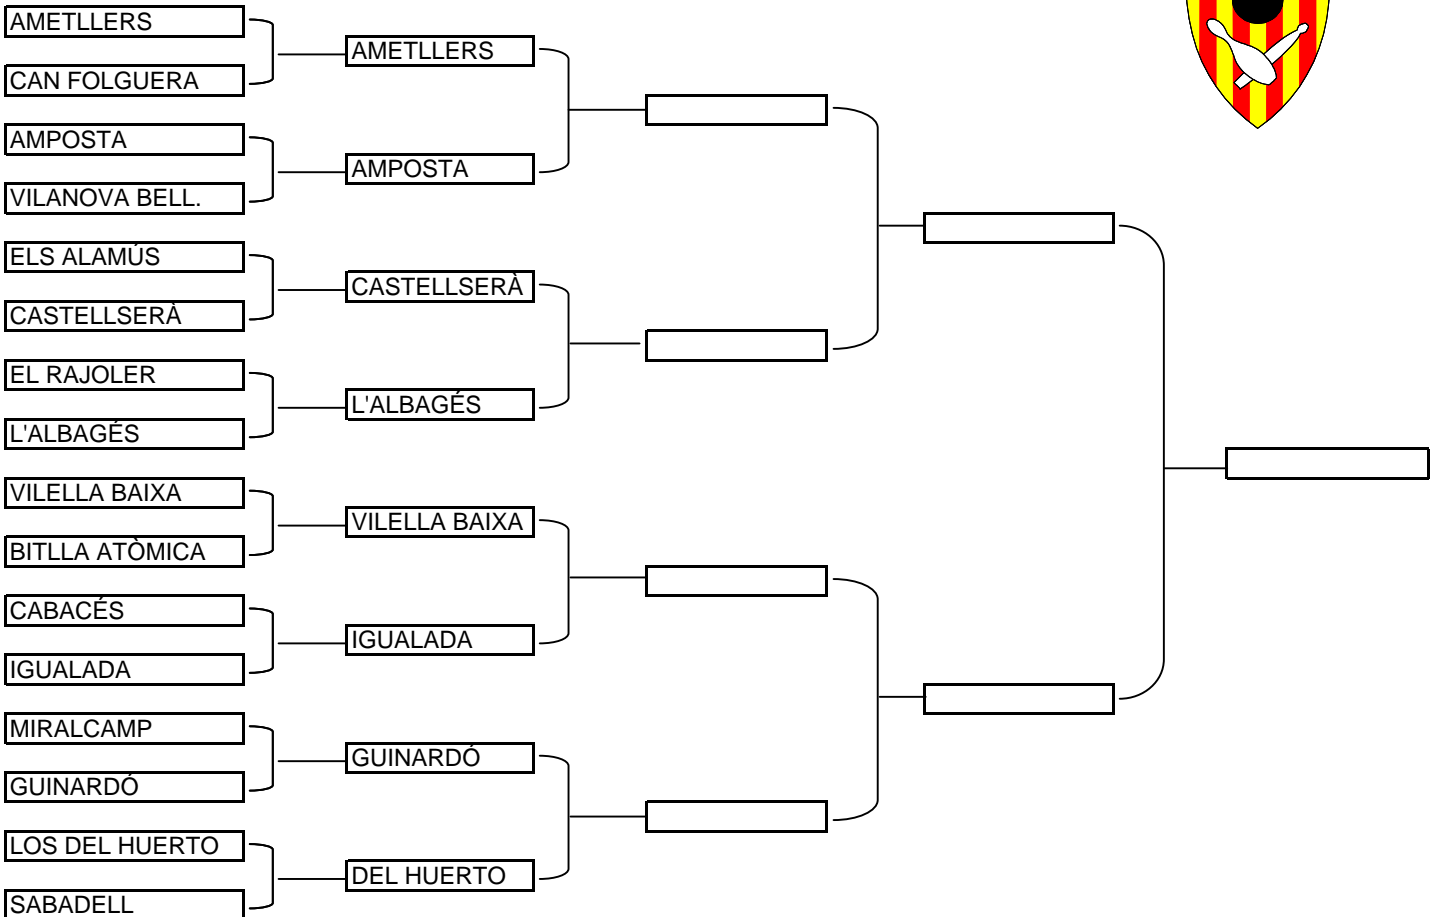 AMETLLERS
CAN FOLGUERA
AMPOSTA
VILANOVA BELL.
ELS ALAMÚS
CASTELLSERÀ
EL RAJOLER
L'ALBAGÉS
VILELLA BAIXA
BITLLA ATÒMICA
CABACÉS
IGUALADA
MIRALCAMP
GUINARDÓ
LOS DEL HUERTO
SABADELL
AMETLLERS
AMPOSTA
CASTELLSERÀ
L'ALBAGÉS
VILELLA BAIXA
IGUALADA
GUINARDÓ
DEL HUERTO